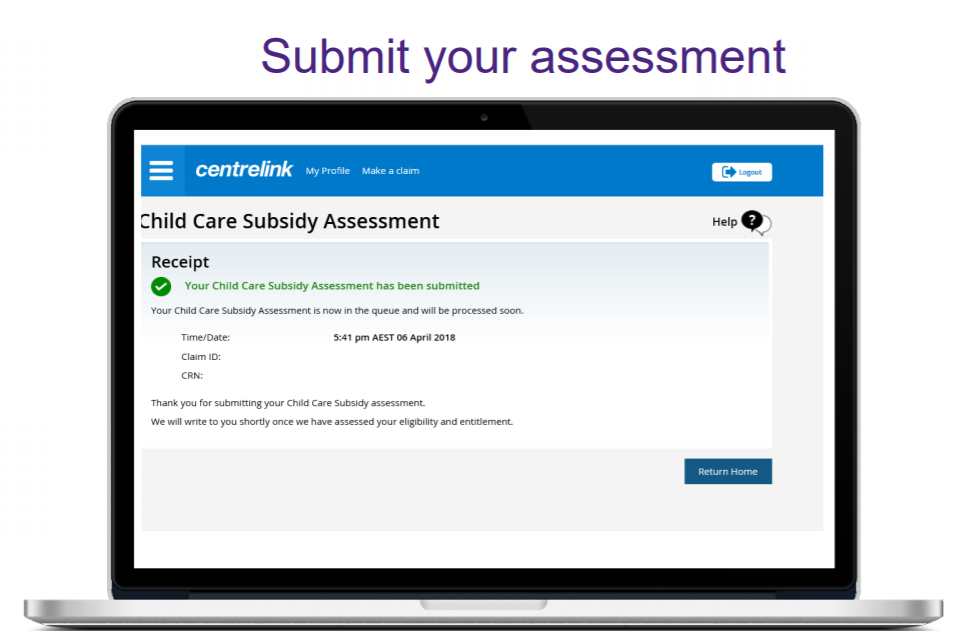 Submit your assessment
centrelink My Profile Make a claim Logout
Child Care Subsidy Assessment Help ?
Receipt
Your Child Care Subsidy Assessment has been submitted
Your Child Care Subsidy Assessment is now in the queue and will be processed soon.
Time/Date: 5:41 pm AEST 06 April 2018
Claim ID:
CRN:
Thank you for submitting your Child Care Subsidy assessment.
We will write to you shortly once we have assessed your eligibility and entitlement.
Return Home